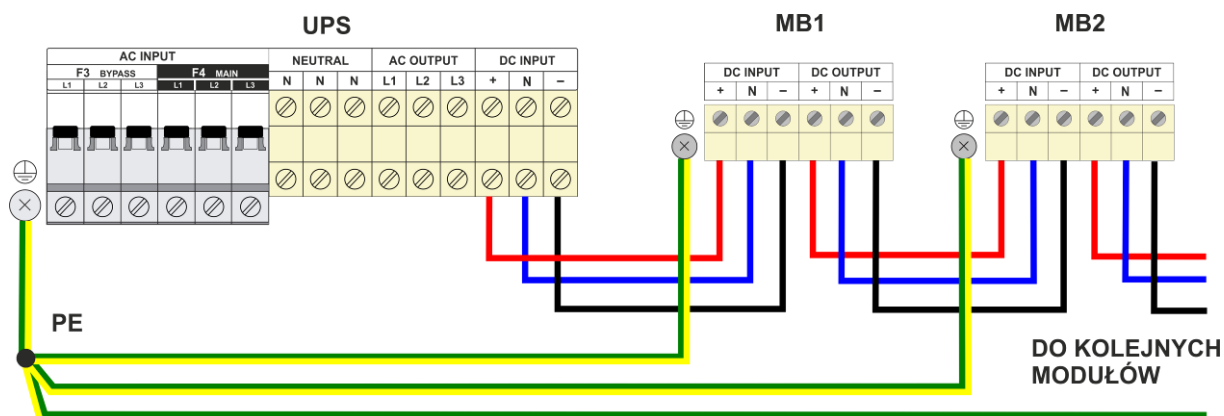 UPS
MB1
MB2
AC INPUT
NEUTRAL
AC OUTPUT
DC INPUT
F3 BYPASS
F4 MAIN
L1 L2 L3 L1 L2 L3
N N N L1 L2 L3 + N –
DC INPUT DC OUTPUT
+ N – + N –
DC INPUT DC OUTPUT
+ N – + N –
PE
DO KOLEJNYCH
MODUŁÓW